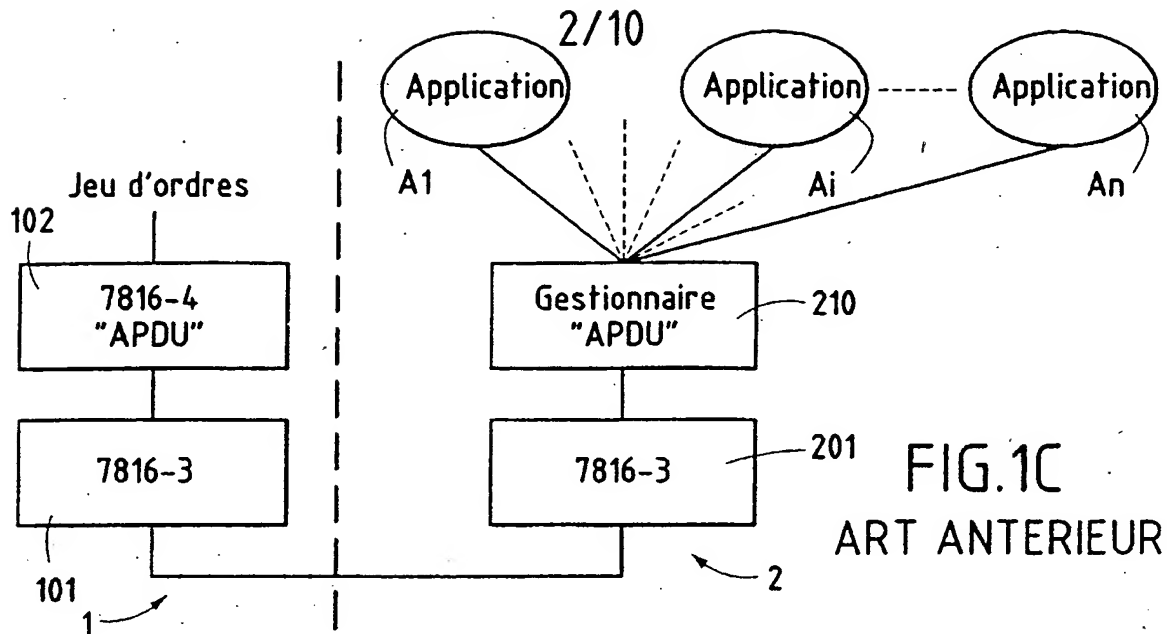 2/10
Application
Application
Application
A1
Ai
An
Jeu d'ordres
102
7816-4
"APDU"
Gestionnaire
"APDU"
210
7816-3
101
7816-3
201
1
2
FIG.1C
ART ANTERIEUR